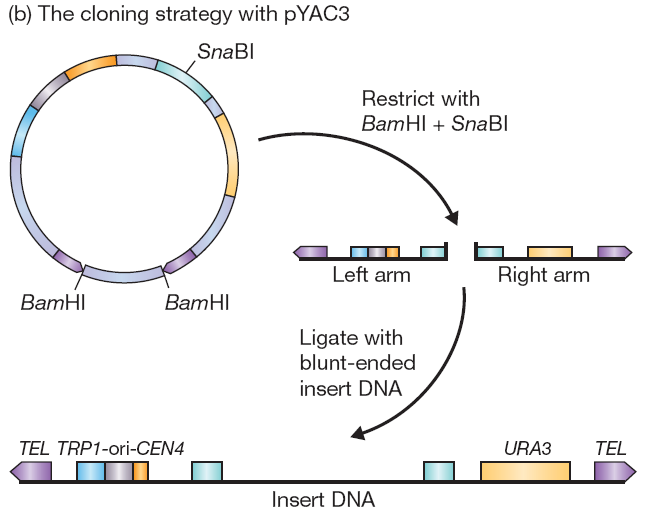 (b) The cloning strategy with pYAC3
SnaBI
Restrict with
BamHI + SnaBI
BamHI
BamHI
Left arm
Right arm
Ligate with
blunt-ended
insert DNA
TEL
TRP1-ori-CEN4
URA3
TEL
Insert DNA